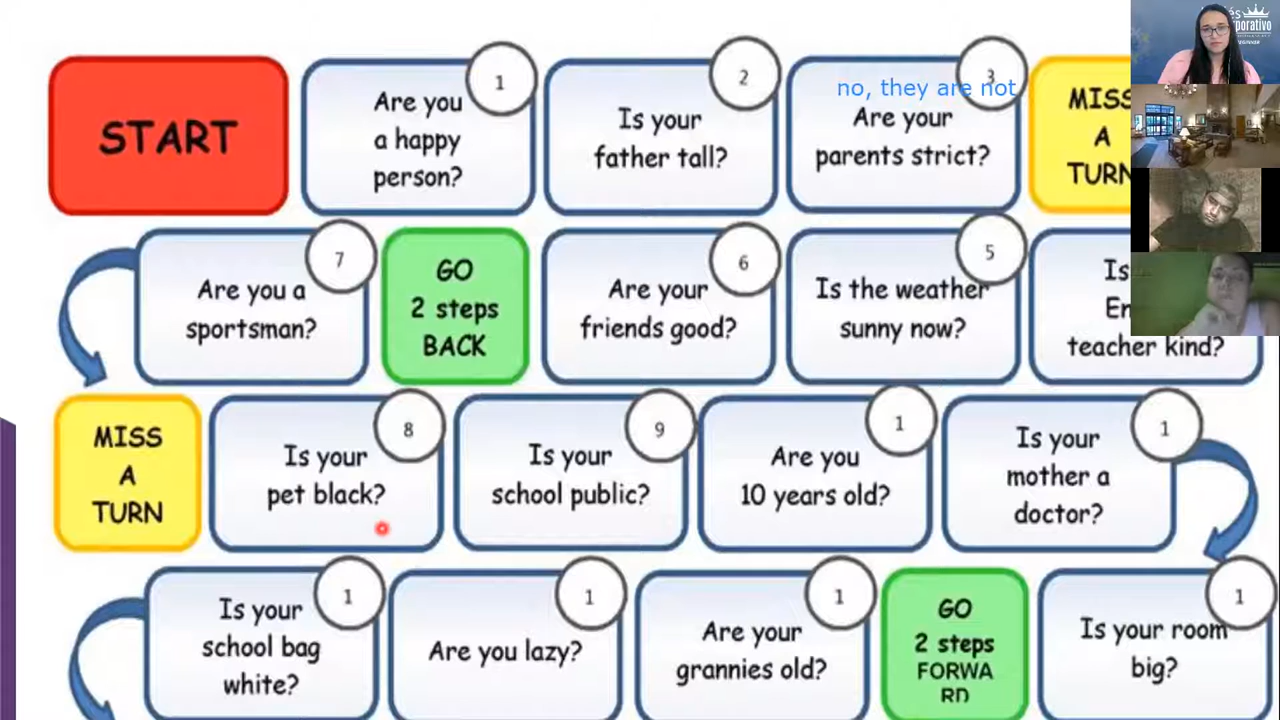 START
1
Are you
a happy
person?
2
Is your
father tall?
3
no, they are not
Are your
parents strict?
MISS
A
TURN
7
Are you a
sportsman?
GO
2 steps
BACK
6
Are your
friends good?
5
Is the weather
sunny now?
Is
teacher kind?
MISS
A
TURN
8
Is your
pet black?
9
Is your
school public?
1
Are you
10 years old?
1
Is your
mother a
doctor?
1
Is your
school bag
white?
1
Are you lazy?
1
Are your
grannies old?
GO
2 steps
FORWA
RD
1
Is your room
big?